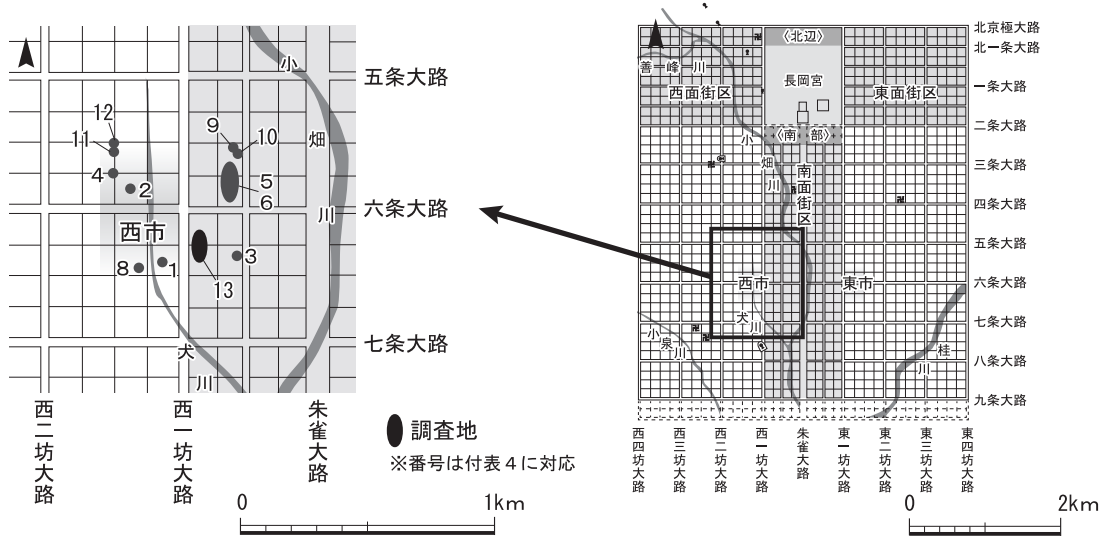 小
畑
川
五条大路
六条大路
七条大路
12
11
4
2
9
10
5
6
西市
8
1
3
13
犬
川
西二坊大路
西一坊大路
朱雀大路
調査地
※番号は付表４に対応
0 1km
〈北辺〉
善峰川
長岡宮
西面街区
東面街区
〈南部〉
小
畑
川
南面街区
西市
東市
犬川
小泉川
桂
川
北京極大路
北一条大路
一条大路
二条大路
三条大路
四条大路
五条大路
六条大路
七条大路
八条大路
九条大路
西四坊大路
西三坊大路
西二坊大路
西一坊大路
朱雀大路
東一坊大路
東二坊大路
東三坊大路
東四坊大路
0 2km